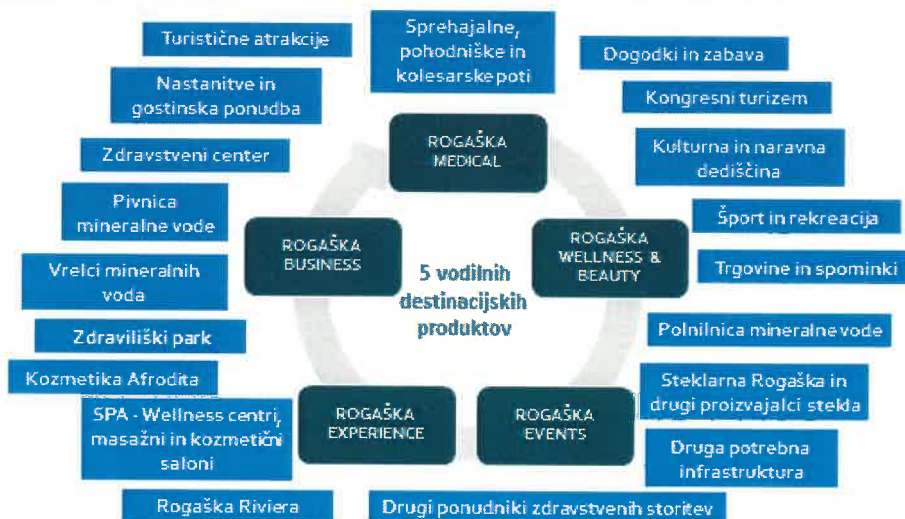 Turistične atrakcije
Sprehajalne,
pohodniške in
kolesarske poti
Dogodki in zabava
Nastanitve in
gostinska ponudba
Kongresni turizem
Zdravstveni center
ROGAŠKA
MEDICAL
Kulturna in naravna
dediščina
Pivnica
mineralne vode
Šport in rekreacija
ROGAŠKA
BUSINESS
ROGAŠKA
WELLNESS &
BEAUTY
Vrelci mineralnih
voda
5 vodilnih
destinacijskih
produktov
Trgovine in spominki
Zdraviliški park
Polnilnica mineralne vode
Kozmetika Afrodita
Steklarna Rogaška in
drugi proizvajalci stekla
SPA - Wellness centri,
masažni in kozmetični
saloni
ROGAŠKA
EXPERIENCE
ROGAŠKA
EVENTS
Druga potrebna
infrastruktura
Rogaška Riviera
Drugi ponudniki zdravstvenih storitev